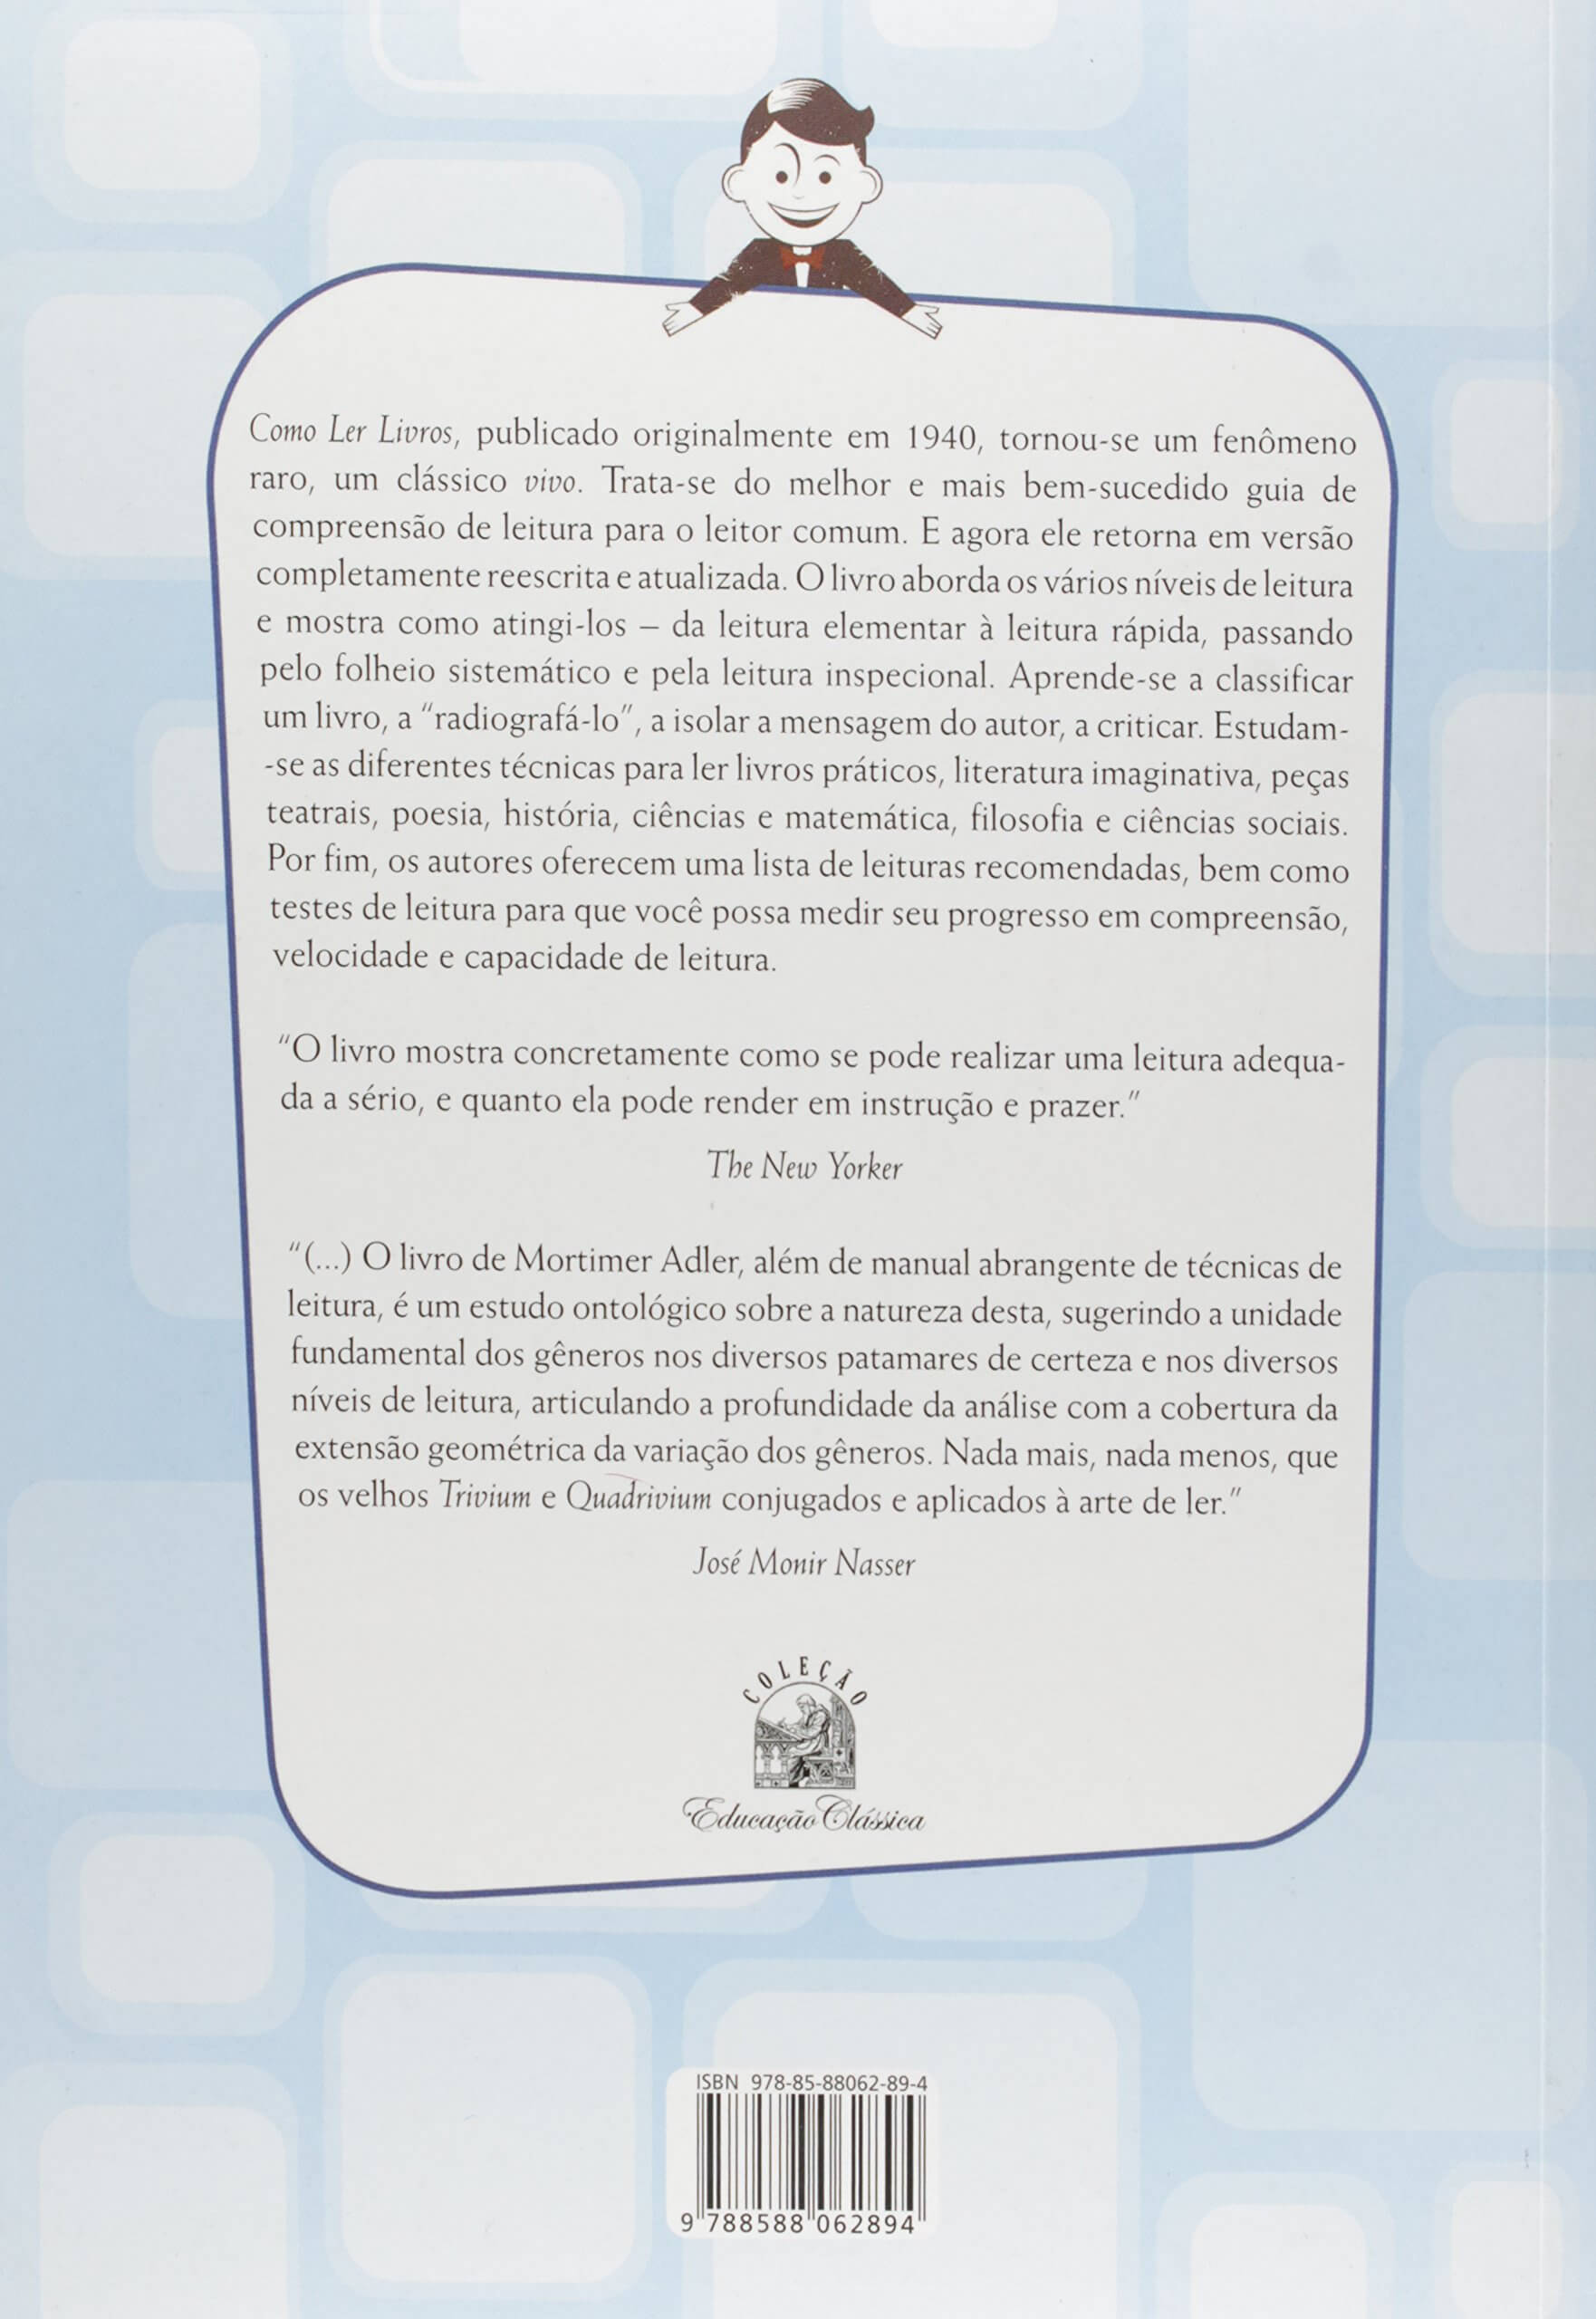 Como Ler Livros, publicado originalmente em 1940, tornou-se um fenômeno
raro, um clássico vivo. Trata-se do melhor e mais bem-sucedido guia de
compreensão de leitura para o leitor comum. E agora ele retorna em versão
completamente reescrita e atualizada. O livro aborda os vários níveis de leitura
e mostra como atingi-los – da leitura elementar à leitura rápida, passando
pelo folheio sistemático e pela leitura inspecional. Aprende-se a classificar
um livro, a “radiografá-lo”, a isolar a mensagem do autor, a criticar. Estudam-
-se as diferentes técnicas para ler livros práticos, literatura imaginativa, peças
teatrais, poesia, história, ciências e matemática, filosofia e ciências sociais.
Por fim, os autores oferecem uma lista de leituras recomendadas, bem como
testes de leitura para que você possa medir seu progresso em compreensão,
velocidade e capacidade de leitura.
“O livro mostra concretamente como se pode realizar uma leitura adequa-
da a sério, e quanto ela pode render em instrução e prazer.”
The New Yorker
“(...) O livro de Mortimer Adler, além de manual abrangente de técnicas de
leitura, é um estudo ontológico sobre a natureza desta, sugerindo a unidade
fundamental dos gêneros nos diversos patamares de certeza e nos diversos
níveis de leitura, articulando a profundidade da análise com a cobertura da
extensão geométrica da variação dos gêneros. Nada mais, nada menos, que
os velhos Trivium e Quadrivium conjugados e aplicados à arte de ler.”
José Monir Nasser
COLEÇÃO
Educação Clássica
ISBN 978-85-88062-89-4
9 788588 062894